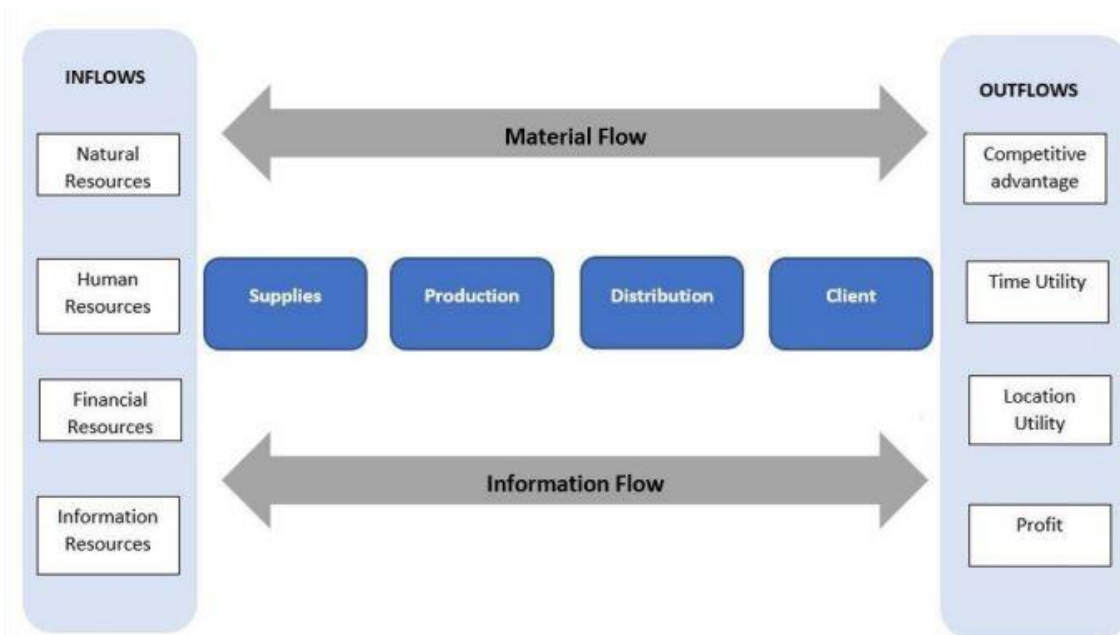 INFLOWS
Natural
Resources
Human
Resources
Financial
Resources
Information
Resources
Material Flow
Supplies
Production
Distribution
Client
Information Flow
OUTFLOWS
Competitive
advantage
Time Utility
Location
Utility
Profit